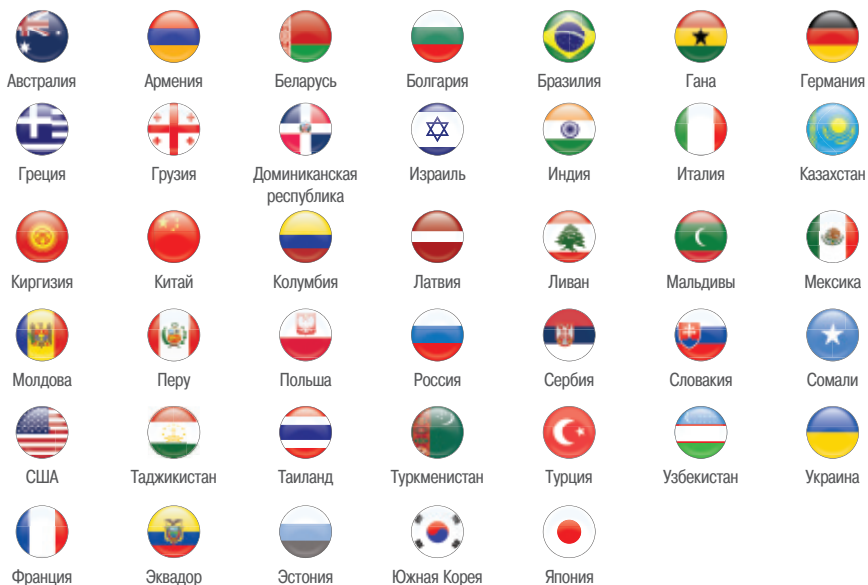 Австралия Армения Беларусь Болгария Бразилия Гана Германия
Греция Грузия Доминиканская республика Израиль Индия Италия Казахстан
Киргизия Китай Колумбия Латвия Ливан Мальдивы Мексика
Молдова Перу Польша Россия Сербия Словакия Сомали
США Таджикистан Таиланд Туркменистан Турция Узбекистан Украина
Франция Эквадор Эстония Южная Корея Япония